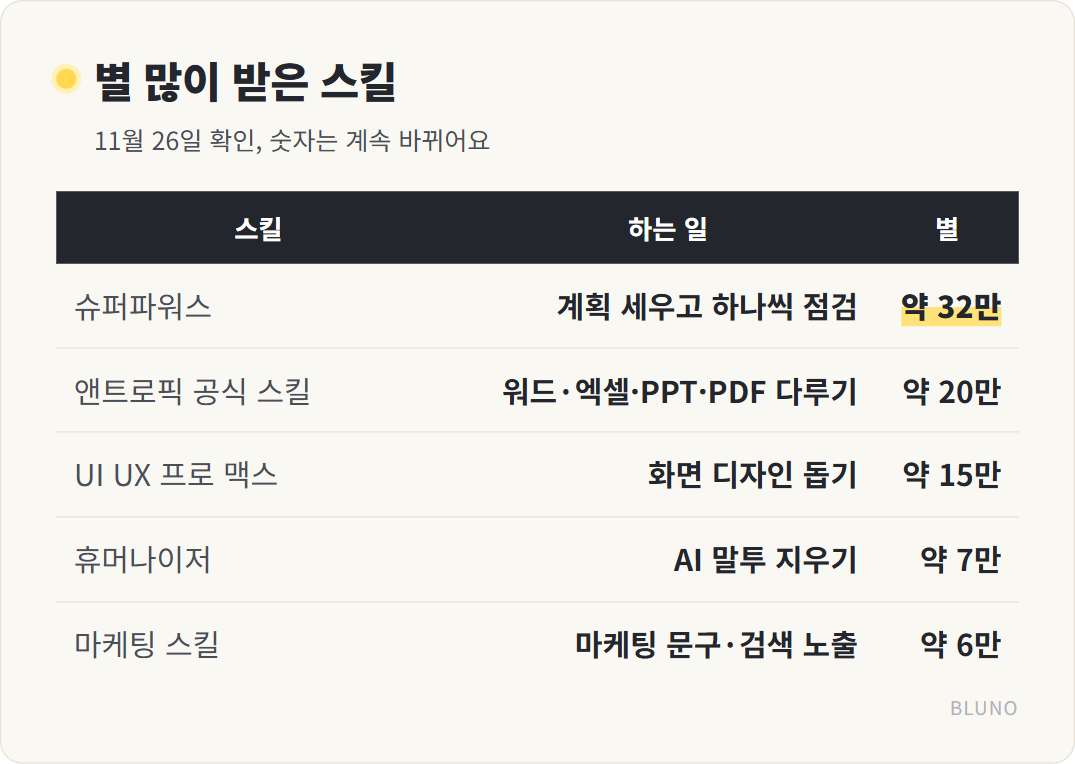 별 많이 받은 스킬
11월 26일 확인, 숫자는 계속 바뀌어요
스킬 하는 일 별
슈퍼파워스 계획 세우고 하나씩 점검 약 32만
앤트로픽 공식 스킬 워드·엑셀·PPT·PDF 다루기 약 20만
UI UX 프로 맥스 화면 디자인 돕기 약 15만
휴머나이저 AI 말투 지우기 약 7만
마케팅 스킬 마케팅 문구·검색 노출 약 6만
BLUNO